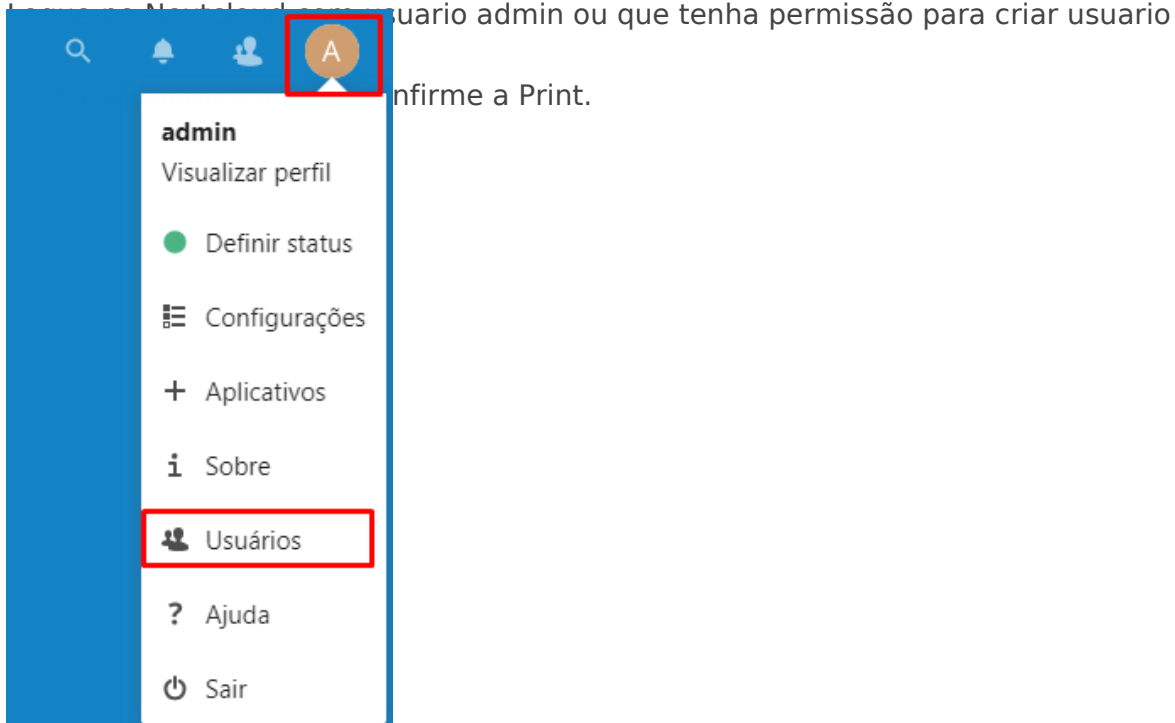 uario admin ou que tenha permissão para criar usuario
A
nfirme a Print.
admin
Visualizar perfil
Definir status
Configurações
Aplicativos
Sobre
Usuários
Ajuda
Sair